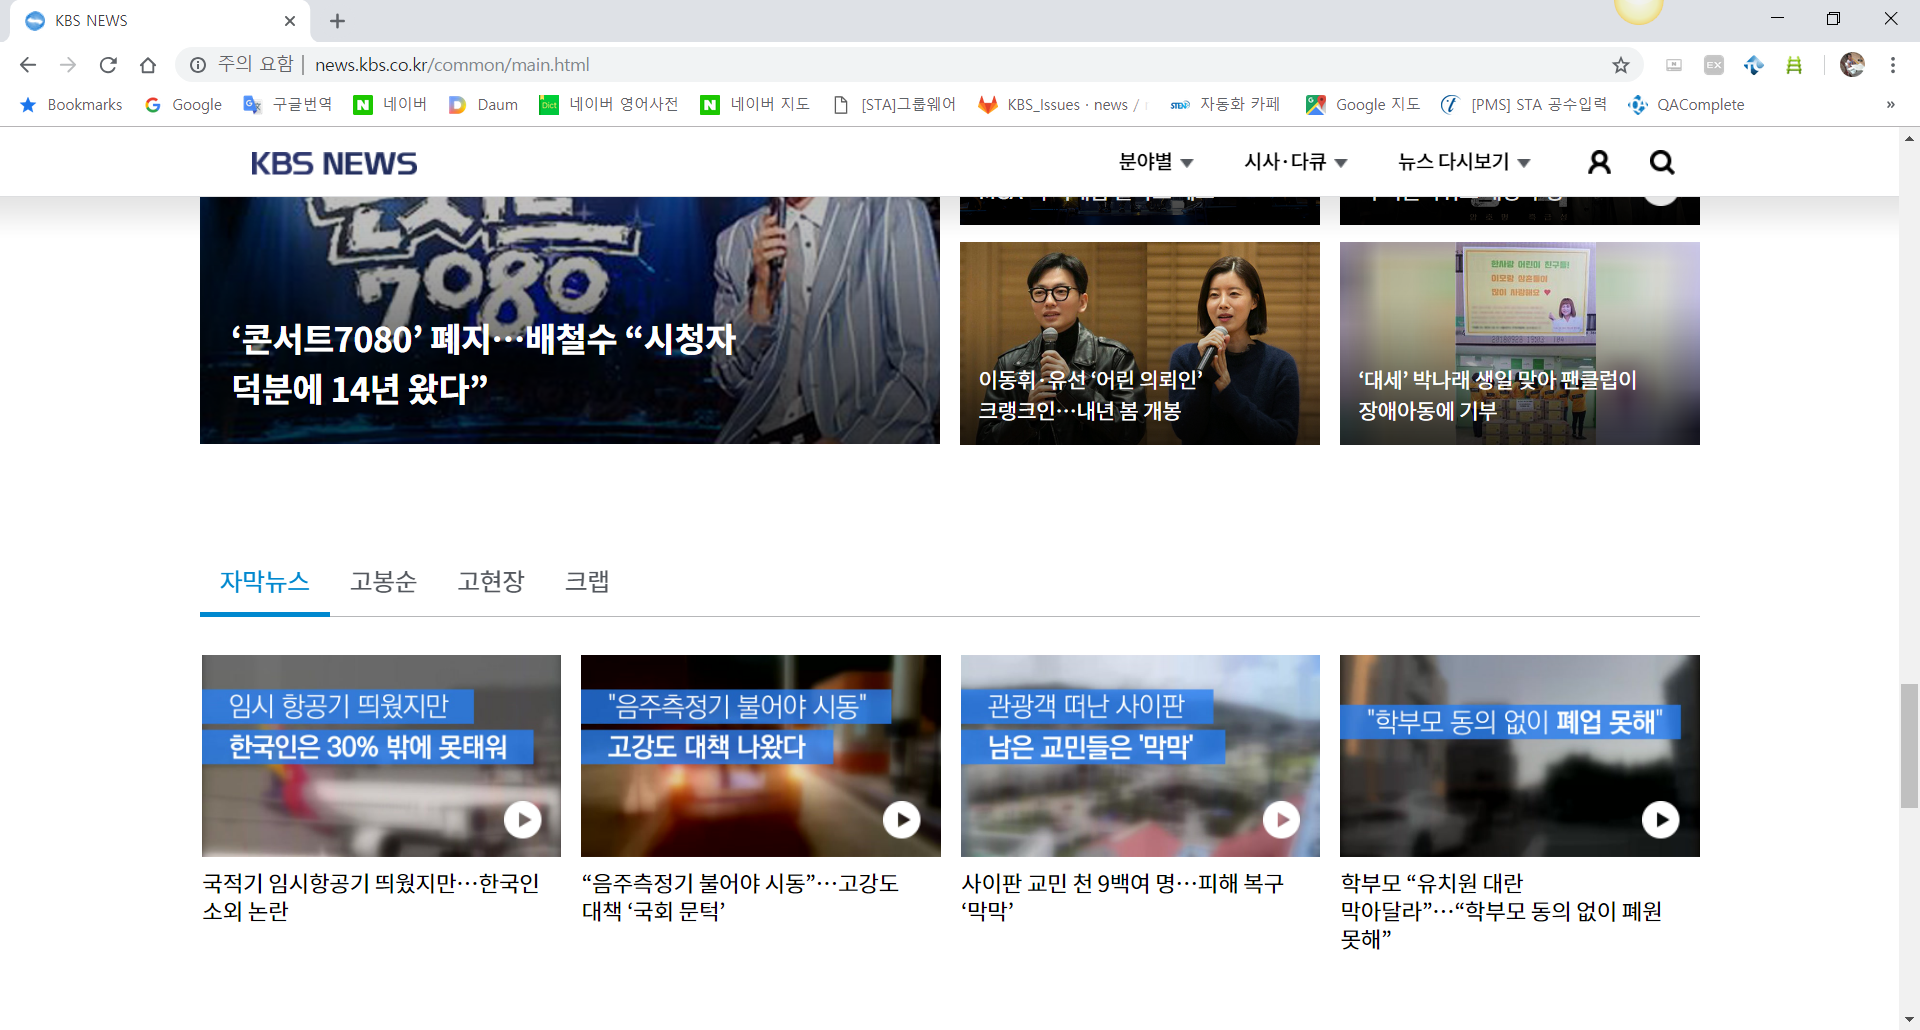 KBS NEWS
주의 요함 | news.kbs.co.kr/common/main.html
EX
Bookmarks Google 구글번역 네이버 Daum 네이버 영어사전 네이버 지도 [STA]그룹웨어 KBS_Issues · news / 자동화 카페 Google 지도 [PMS] STA 공수입력 QAComplete »
KBS NEWS 분야별 시사·다큐 뉴스 다시보기
7080
‘콘서트7080’ 폐지…배철수 “시청자
덕분에 14년 왔다”
이동휘·유선 ‘어린 의뢰인’
크랭크인…내년 봄 개봉
‘대세’ 박나래 생일 맞아 팬클럽이
장애아동에 기부
자막뉴스 고봉순 고현장 크랩
임시 항공기 띄웠지만
한국인은 30% 밖에 못태워
"음주측정기 불어야 시동"
고강도 대책 나왔다
관광객 떠난 사이판
남은 교민들은 '막막'
"학부모 동의 없이 폐업 못해"
국적기 임시항공기 띄웠지만…한국인
소외 논란
“음주측정기 불어야 시동”…고강도
대책 ‘국회 문턱’
사이판 교민 천 9백여 명…피해 복구
‘막막’
학부모 “유치원 대란
막아달라”…“학부모 동의 없이 폐원
못해”